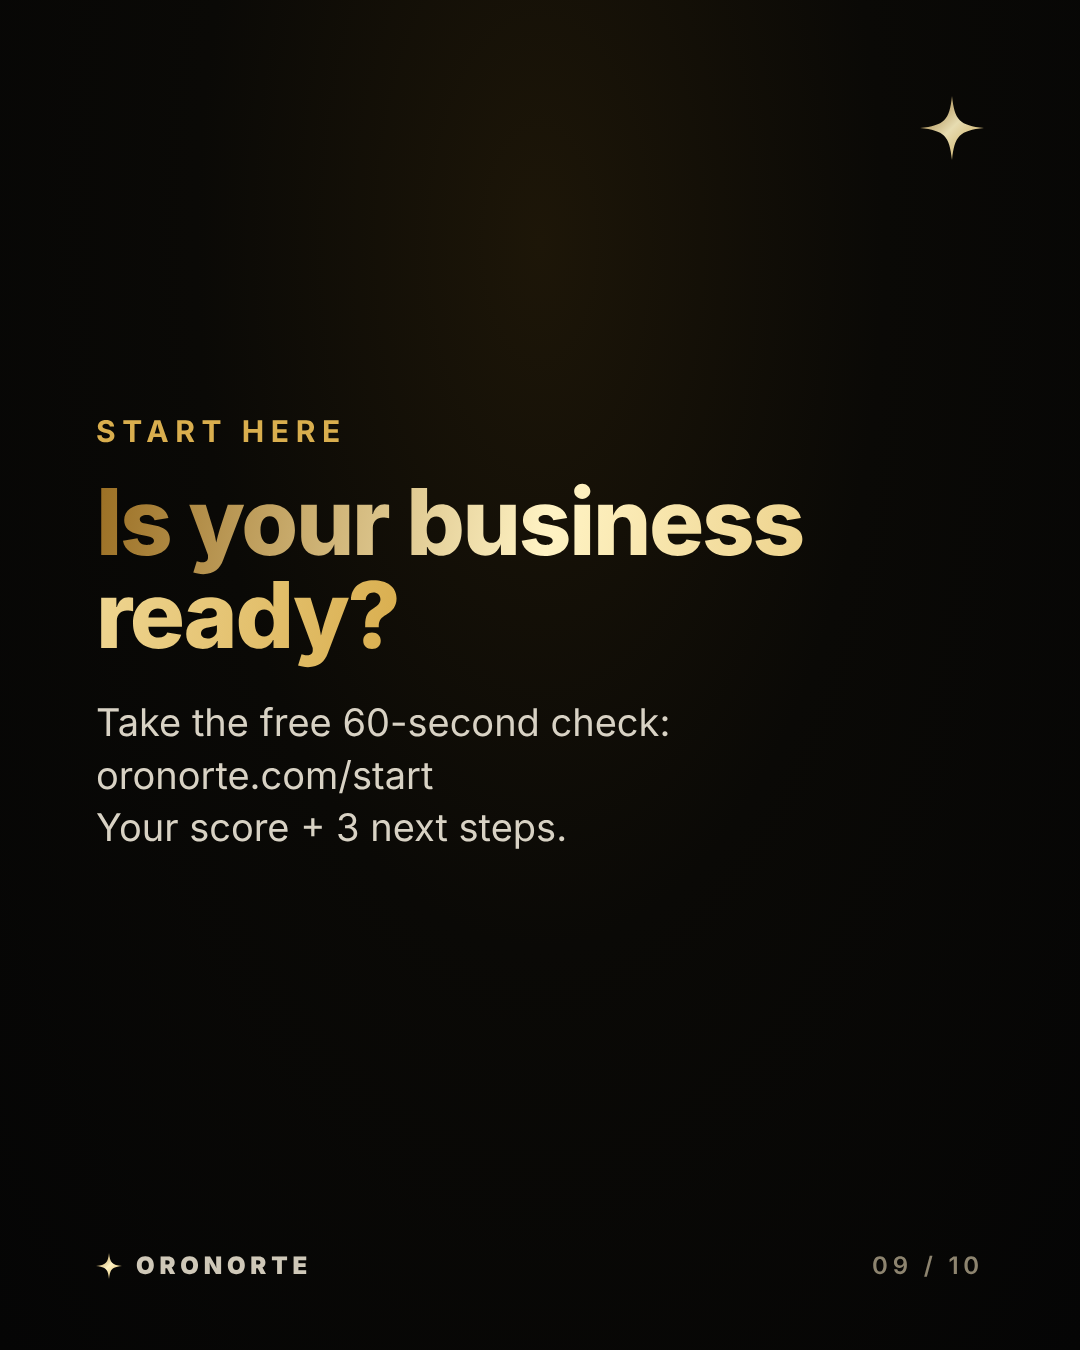 START HERE
Is your business
ready?
Take the free 60-second check:
oronorte.com/start
Your score + 3 next steps.
ORONORTE
09 / 10